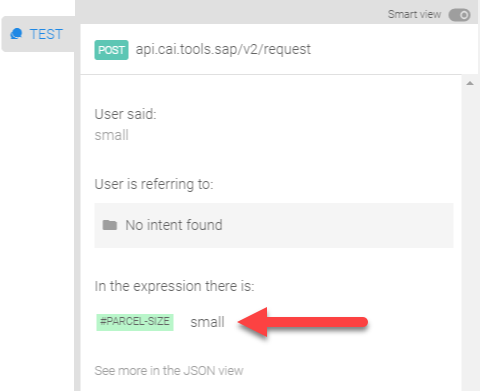 Smart view
TEST
POST api.cai.tools.sap/v2/request
User said:
small
User is referring to:
No intent found
In the expression there is:
#PARCEL-SIZE small
See more in the JSON view